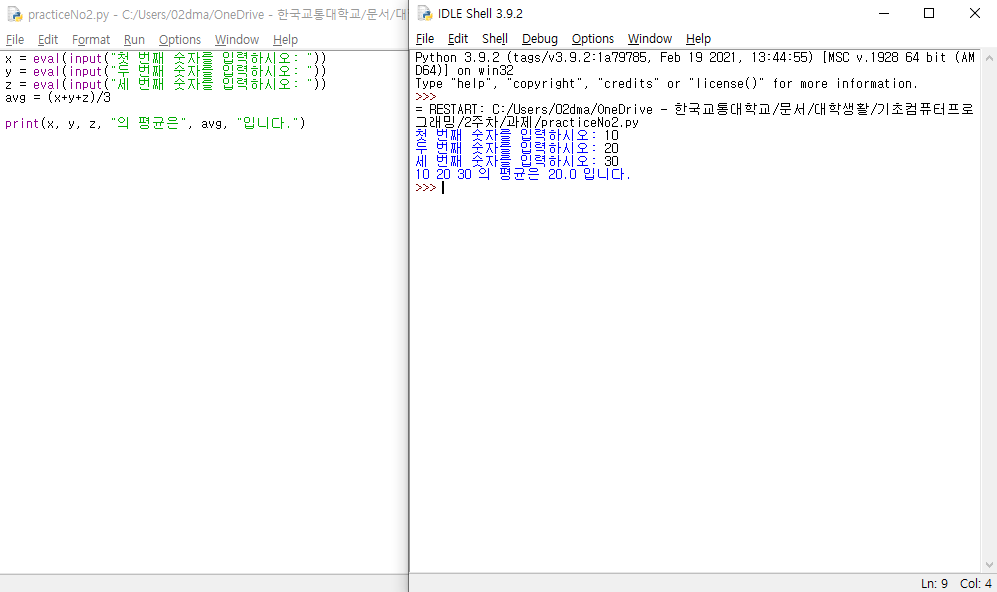 practiceNo2.py - C:/Users/02dma/OneDrive - 한국교통대학교/문서/대
File Edit Format Run Options Window Help
x = eval(input("첫 번째 숫자를 입력하시오: "))
y = eval(input("두 번째 숫자를 입력하시오: "))
z = eval(input("세 번째 숫자를 입력하시오: "))
avg = (x+y+z)/3
print(x, y, z, "의 평균은", avg, "입니다.")
IDLE Shell 3.9.2
File Edit Shell Debug Options Window Help
Python 3.9.2 (tags/v3.9.2:1a79785, Feb 19 2021, 13:44:55) [MSC v.1928 64 bit (AM
D64)] on win32
Type "help", "copyright", "credits" or "license()" for more information.
>>>
= RESTART: C:/Users/02dma/OneDrive - 한국교통대학교/문서/대학생활/기초컴퓨터프로
그래밍/2주차/과제/practiceNo2.py
첫 번째 숫자를 입력하시오: 10
두 번째 숫자를 입력하시오: 20
세 번째 숫자를 입력하시오: 30
10 20 30 의 평균은 20.0 입니다.
>>>
Ln: 9 Col: 4